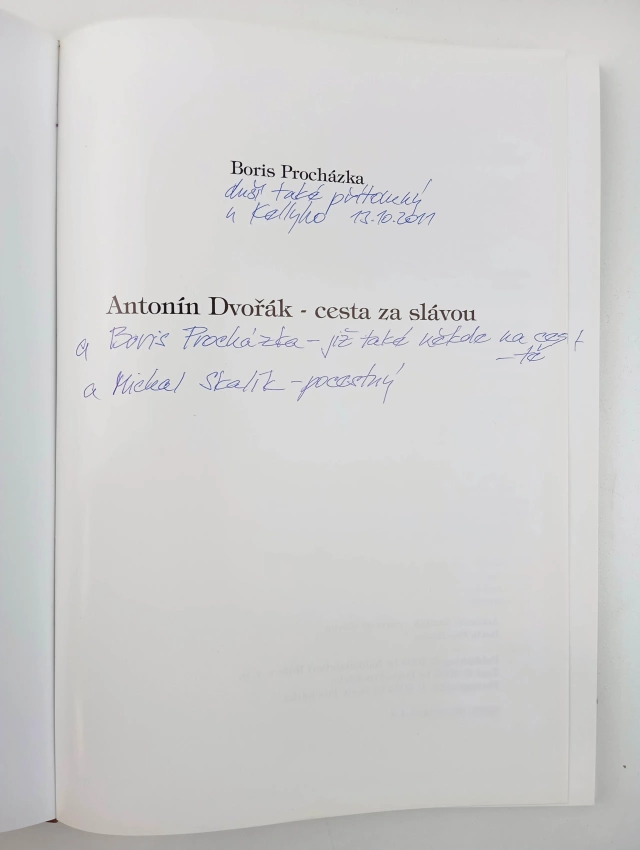 Boris Procházka
duší také přítomný
u Kellyho 13.10.2011
Antonín Dvořák - cesta za slávou
a Boris Procházka - již také někde na cest
- tě
a Michal Skalík - pocestný